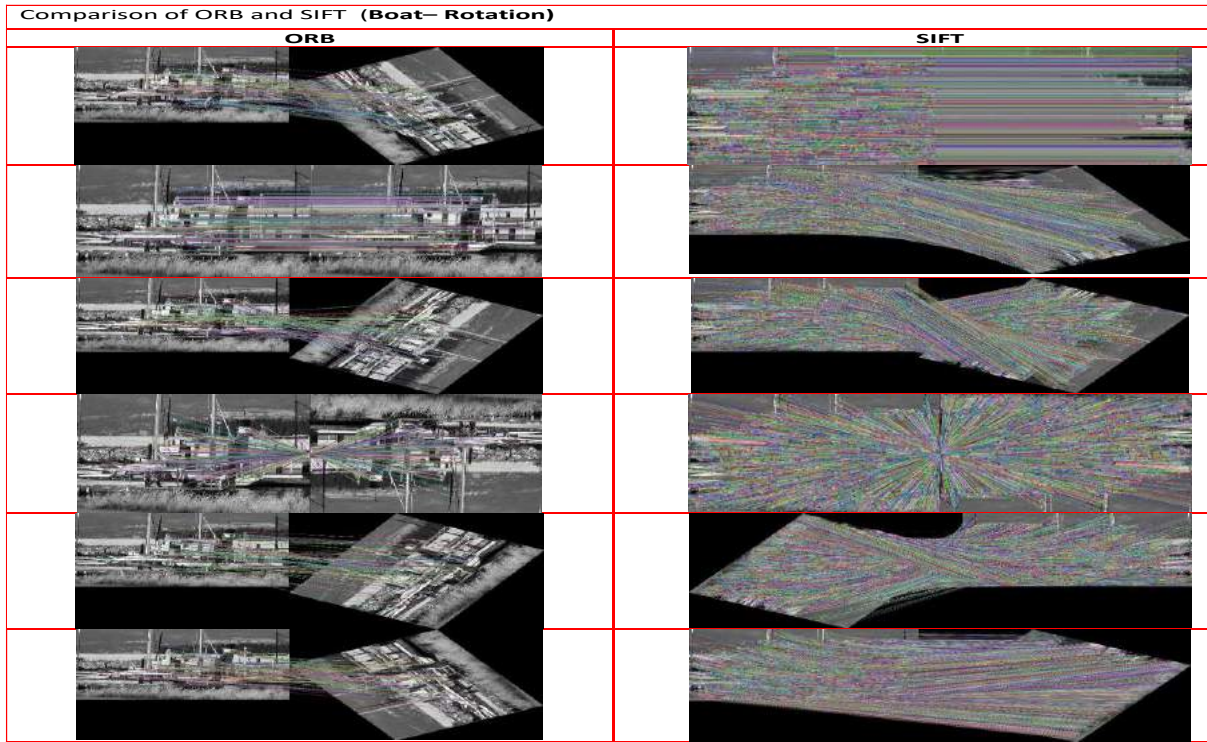 Comparison of ORB and SIFT (Boat– Rotation)
ORB
SIFT